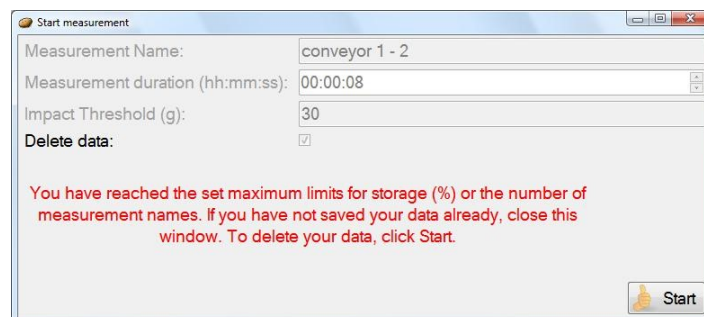 Start measurement
Measurement Name: conveyor 1 - 2
Measurement duration (hh:mm:ss): 00:00:08
Impact Threshold (g): 30
Delete data:
You have reached the set maximum limits for storage (%) or the number of
measurement names. If you have not saved your data already, close this
window. To delete your data, click Start.
Start